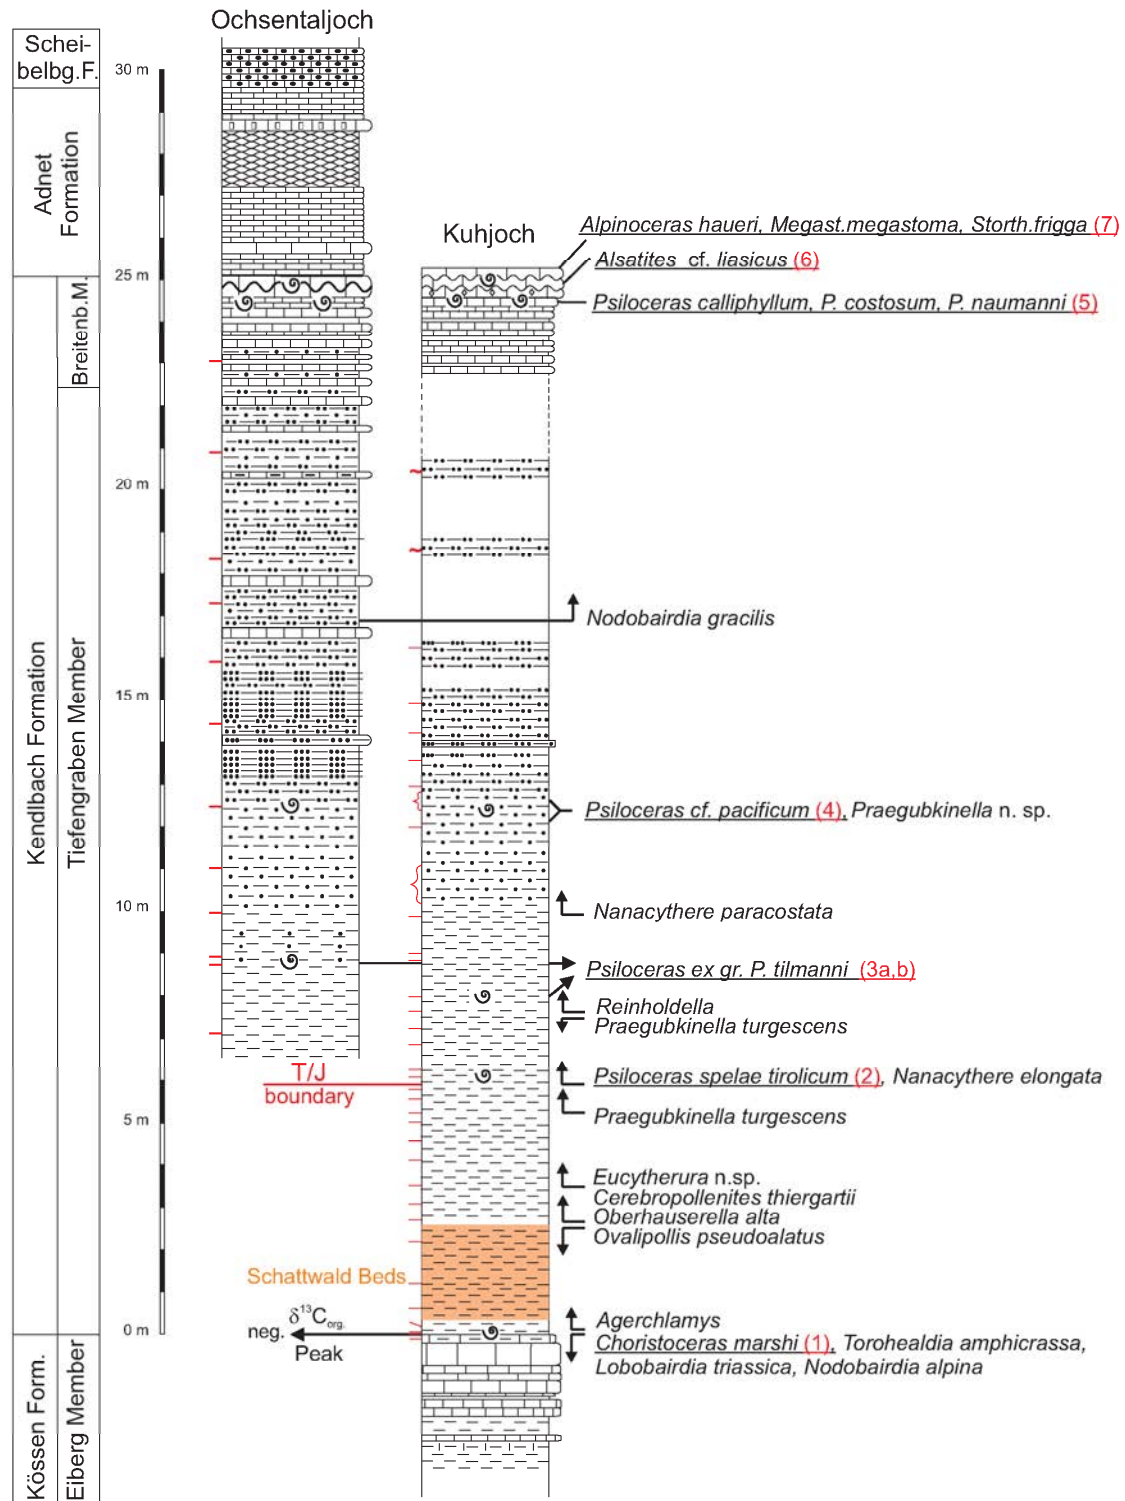 Ochsentaljoch
Schei-
belbg.F.
30 m
Adnet
Formation
Kuhjoch
Alpinoceras haueri, Megast.megastoma, Storth.frigga (7)
Alsatites cf. liasicus (6)
25 m
Psiloceras calliphyllum, P. costosum, P. naumanni (5)
Breitenb.M.
20 m
Nodobairdia gracilis
15 m
Kendlbach Formation
Tiefengraben Member
Psiloceras cf. pacificum (4), Praegubkinella n. sp.
10 m
Nanacythere paracostata
Psiloceras ex gr. P. tilmanni (3a,b)
Reinholdella
Praegubkinella turgescens
T/J
boundary
Psiloceras spelae tirolicum (2), Nanacythere elongata
5 m
Praegubkinella turgescens
Eucytherura n.sp.
Cerebropollenites thiergartii
Oberhauserella alta
Ovalipollis pseudoalatus
Schattwald Beds
δ13Corg.
neg.
Peak
0 m
Agerchlamys
Choristoceras marshi (1), Torohealdia amphicrassa,
Lobobairdia triassica, Nodobairdia alpina
Kössen Form.
Eiberg Member